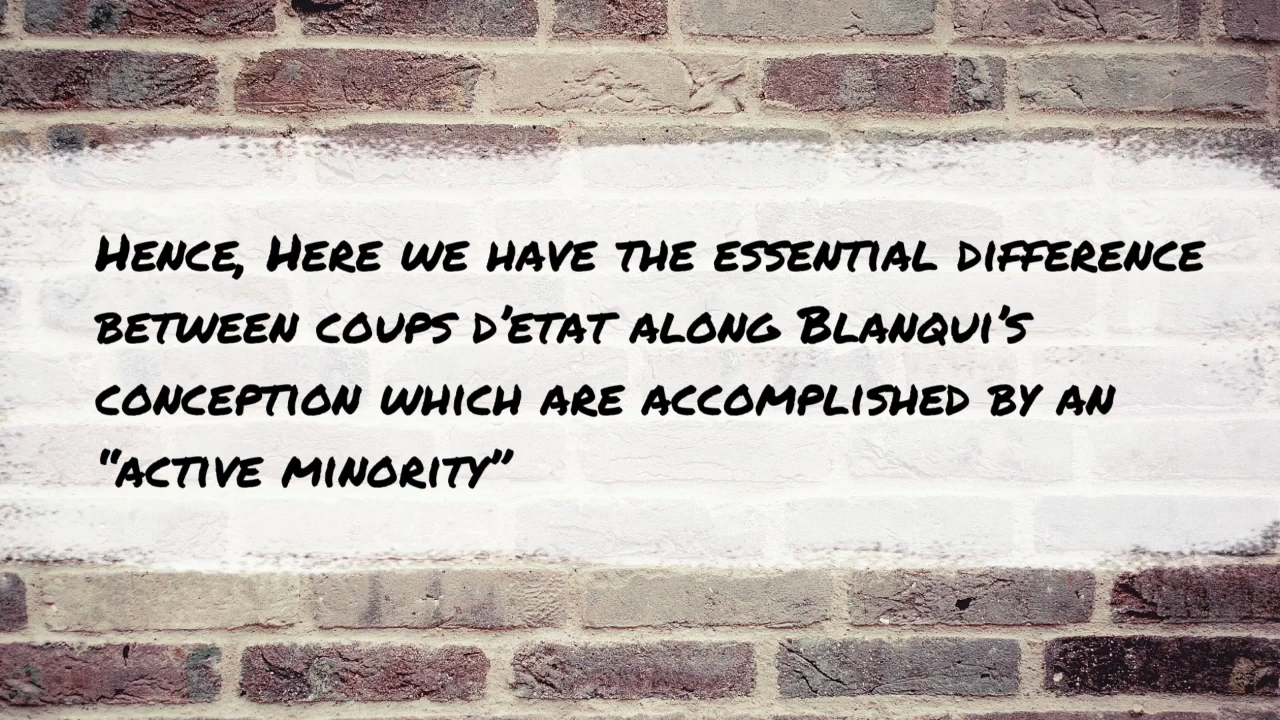 Hence, Here we have the essential difference
between coups d'etat along Blanqui's
conception which are accomplished by an
“active minority”